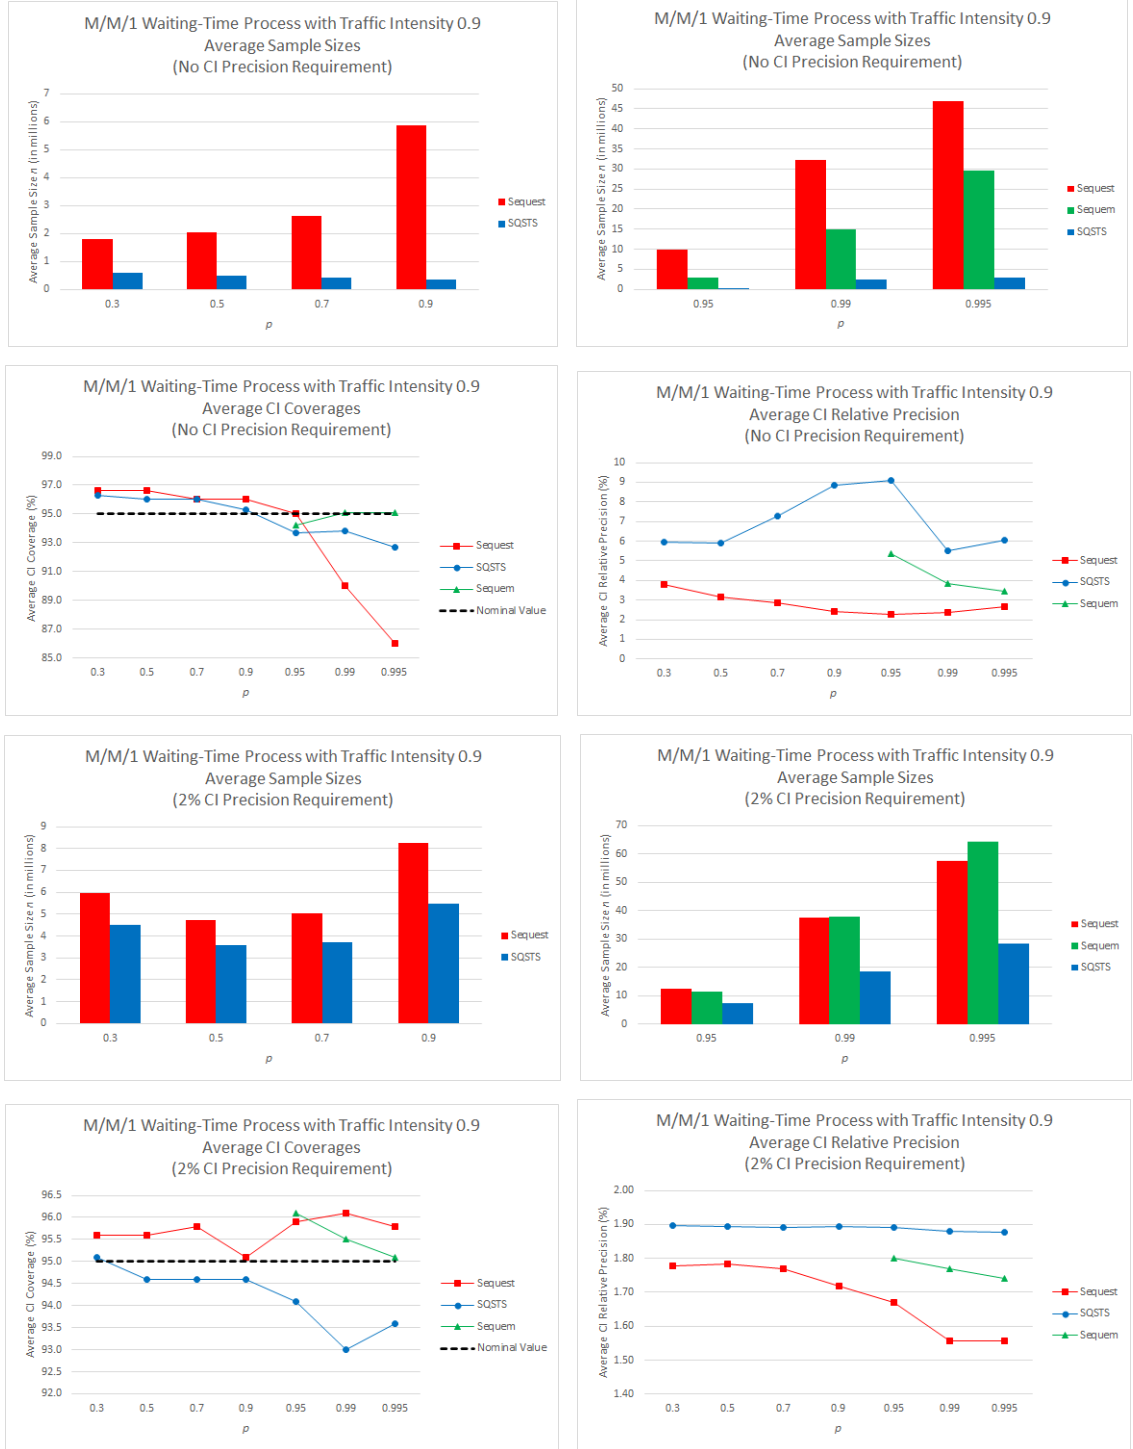 M/M/1 Waiting-Time Process with Traffic Intensity 0.9
Average Sample Sizes
(No CI Precision Requirement)
Average Sample Size n (in millions)
7
6
5
4
3
2
1
0
0.3 0.5 0.7 0.9
p
Sequest
SQSTS
M/M/1 Waiting-Time Process with Traffic Intensity 0.9
Average Sample Sizes
(No CI Precision Requirement)
Average Sample Size n (in millions)
50
45
40
35
30
25
20
15
10
5
0
0.95 0.99 0.995
p
Sequest
Sequem
SQSTS
M/M/1 Waiting-Time Process with Traffic Intensity 0.9
Average CI Coverages
(No CI Precision Requirement)
Average CI Coverage (%)
99.0
97.0
95.0
93.0
91.0
89.0
87.0
85.0
0.3 0.5 0.7 0.9 0.95 0.99 0.995
p
Sequest
SQSTS
Sequem
Nominal Value
M/M/1 Waiting-Time Process with Traffic Intensity 0.9
Average CI Relative Precision
(No CI Precision Requirement)
Average CI Relative Precision (%)
10
9
8
7
6
5
4
3
2
1
0
0.3 0.5 0.7 0.9 0.95 0.99 0.995
p
Sequest
SQSTS
Sequem
M/M/1 Waiting-Time Process with Traffic Intensity 0.9
Average Sample Sizes
(2% CI Precision Requirement)
Average Sample Size n (in millions)
9
8
7
6
5
4
3
2
1
0
0.3 0.5 0.7 0.9
p
Sequest
SQSTS
M/M/1 Waiting-Time Process with Traffic Intensity 0.9
Average Sample Sizes
(2% CI Precision Requirement)
Average Sample Size n (in millions)
70
60
50
40
30
20
10
0
0.95 0.99 0.995
p
Sequest
Sequem
SQSTS
M/M/1 Waiting-Time Process with Traffic Intensity 0.9
Average CI Coverages
(2% CI Precision Requirement)
Average CI Coverage (%)
96.5
96.0
95.5
95.0
94.5
94.0
93.5
93.0
92.5
92.0
0.3 0.5 0.7 0.9 0.95 0.99 0.995
p
Sequest
SQSTS
Sequem
Nominal Value
M/M/1 Waiting-Time Process with Traffic Intensity 0.9
Average CI Relative Precision
(2% CI Precision Requirement)
Average CI Relative Precision (%)
2.00
1.90
1.80
1.70
1.60
1.50
1.40
0.3 0.5 0.7 0.9 0.95 0.99 0.995
p
Sequest
SQSTS
Sequem